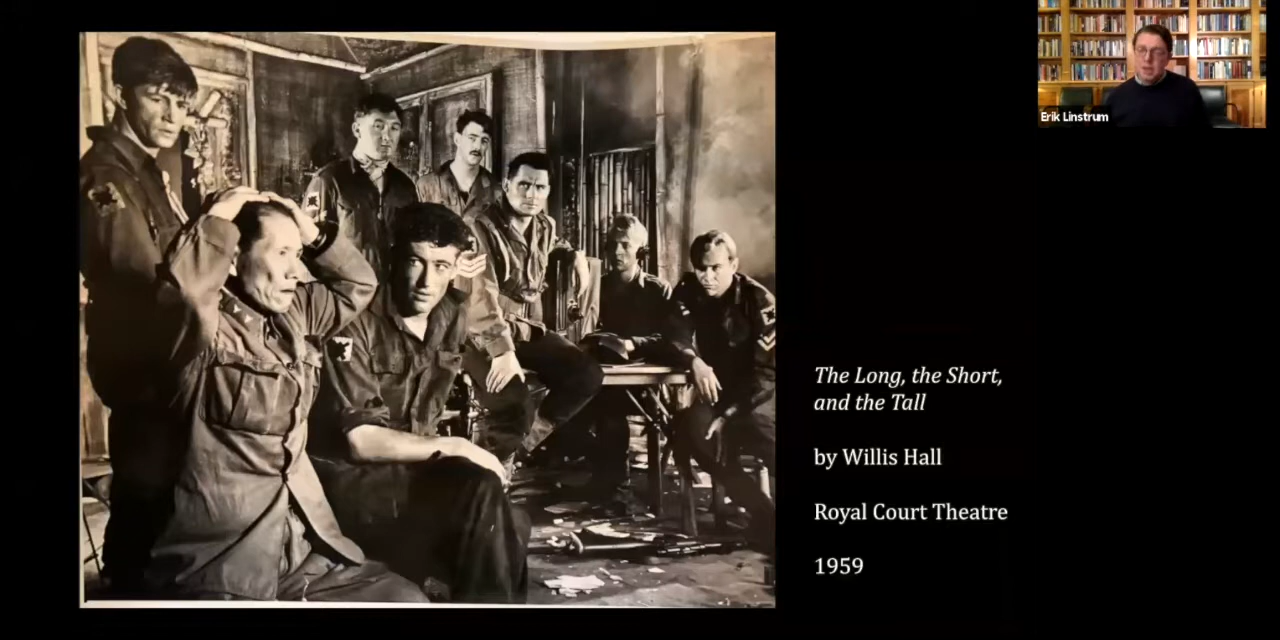 Erik Linstrum
The Long, the Short,
and the Tall
by Willis Hall
Royal Court Theatre
1959